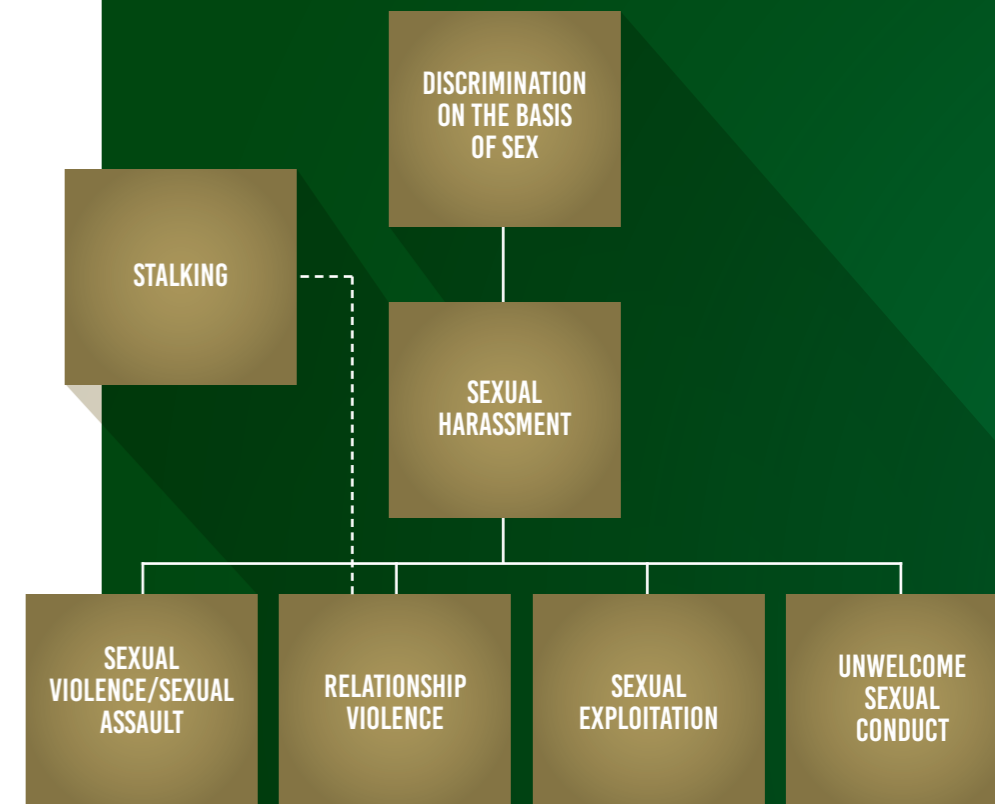 DISCRIMINATION
ON THE BASIS
OF SEX
STALKING
SEXUAL
HARASSMENT
SEXUAL
VIOLENCE/SEXUAL
ASSAULT
RELATIONSHIP
VIOLENCE
SEXUAL
EXPLOITATION
UNWELCOME
SEXUAL
CONDUCT